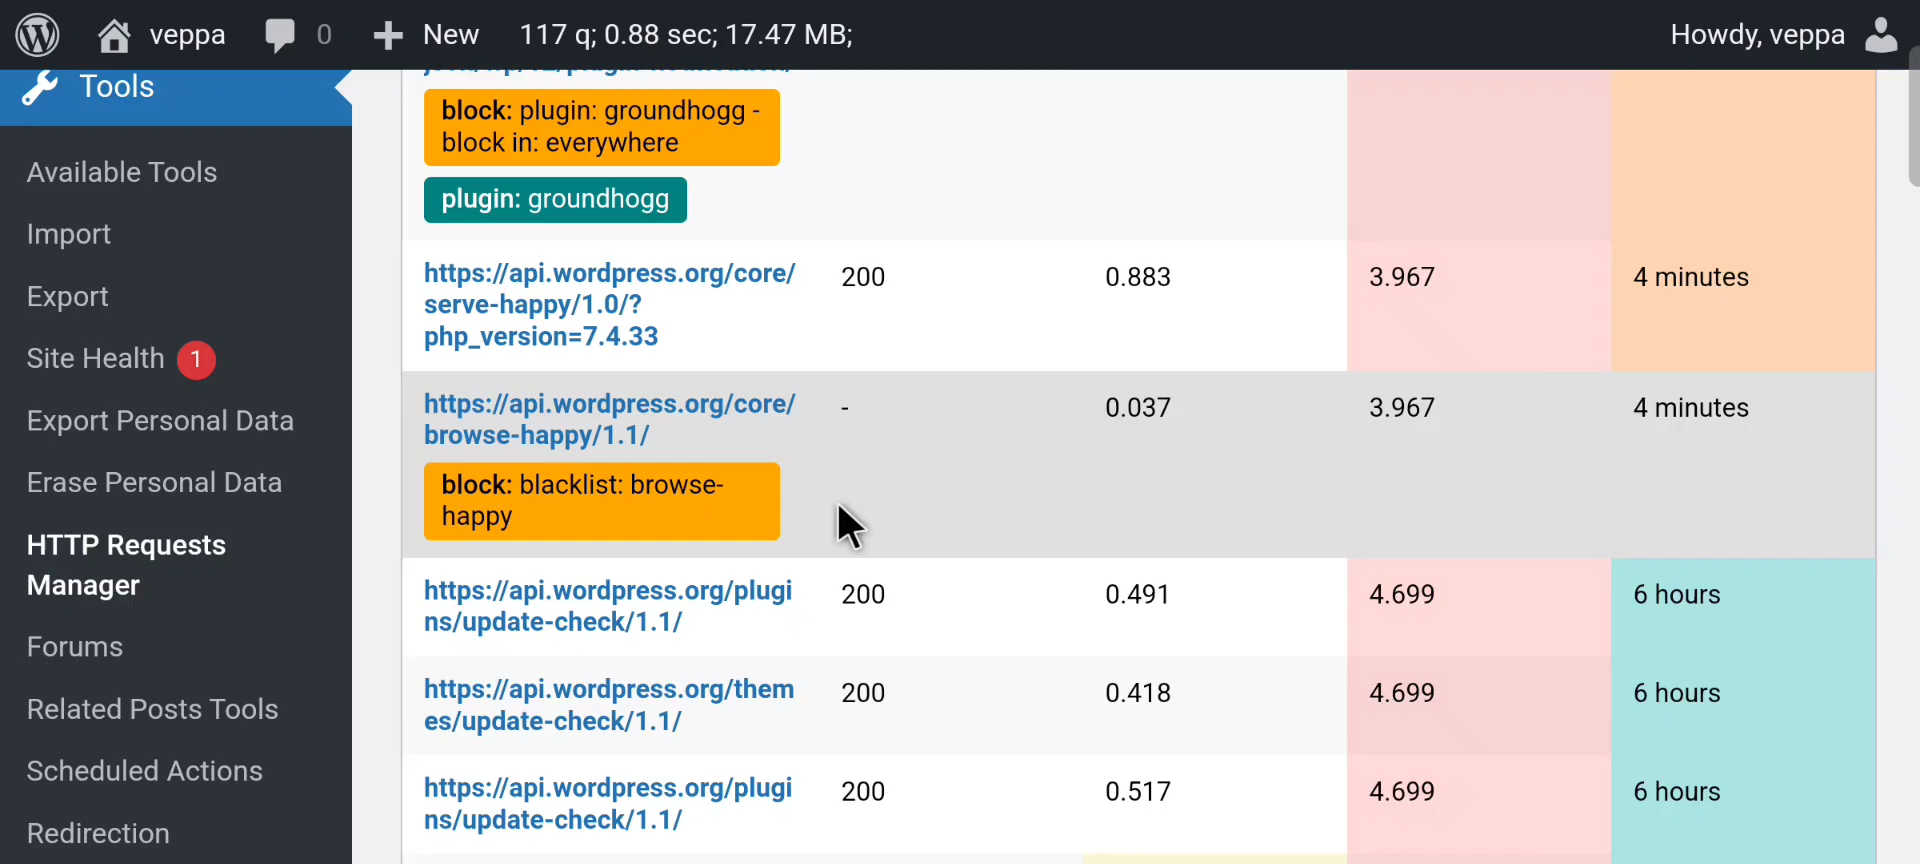 veppa
0
New
117 q; 0.88 sec; 17.47 MB;
Howdy, veppa
Tools
Available Tools
Import
Export
Site Health 1
Export Personal Data
Erase Personal Data
HTTP Requests
Manager
Forums
Related Posts Tools
Scheduled Actions
Redirection
block: plugin: groundhogg -
block in: everywhere
plugin: groundhogg
https://api.wordpress.org/core/
serve-happy/1.0/?
php_version=7.4.33
200
0.883
3.967
4 minutes
https://api.wordpress.org/core/
browse-happy/1.1/
-
0.037
3.967
4 minutes
block: blacklist: browse-
happy
https://api.wordpress.org/plugi
ns/update-check/1.1/
200
0.491
4.699
6 hours
https://api.wordpress.org/them
es/update-check/1.1/
200
0.418
4.699
6 hours
https://api.wordpress.org/plugi
ns/update-check/1.1/
200
0.517
4.699
6 hours